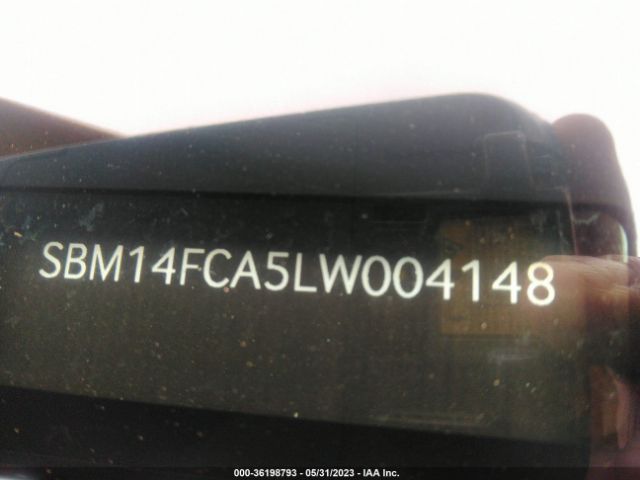 SBM14FCA5LW004148
000-36198793 - 05/31/2023 - IAA Inc.